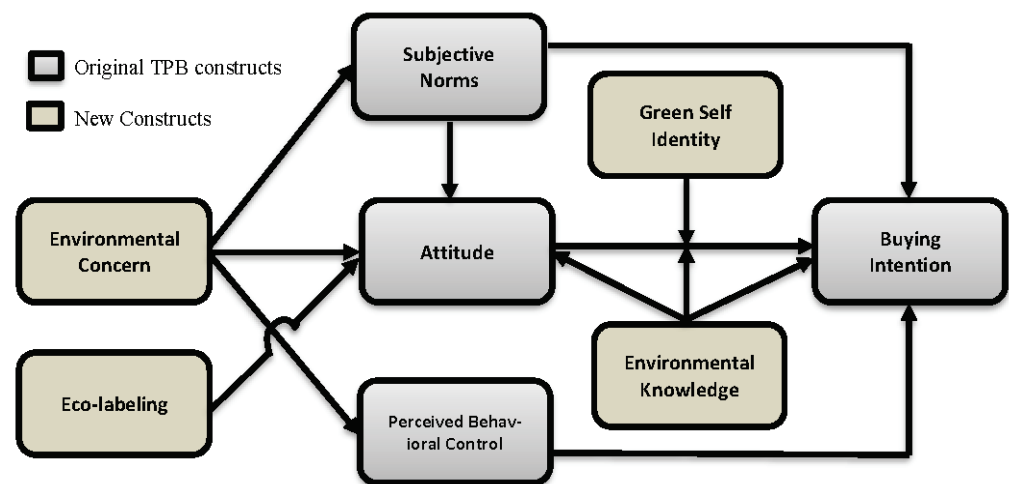 Original TPB constructs
New Constructs
Subjective
Norms
Green Self
Identity
Environmental
Concern
Attitude
Buying
Intention
Eco-labeling
Environmental
Knowledge
Perceived Behav-
ioral Control